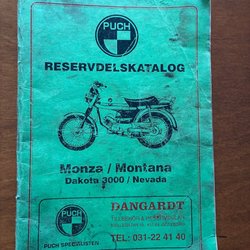 PUCH
RESERVDELSKATALOG
Monza / Montana
Dakota 3000 / Nevada
PUCH
PUCH SPECIALISTEN
DANGARDT
TEL: 031-22 41 40